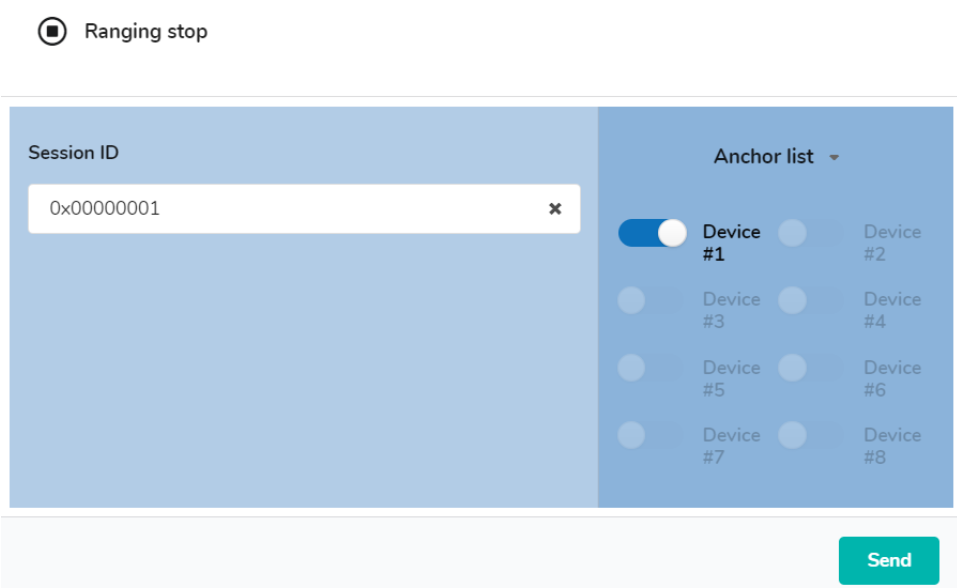 Ranging stop
Session ID
0x00000001
Anchor list
Device
#1
Device
#2
Device
#3
Device
#4
Device
#5
Device
#6
Device
#7
Device
#8
Send